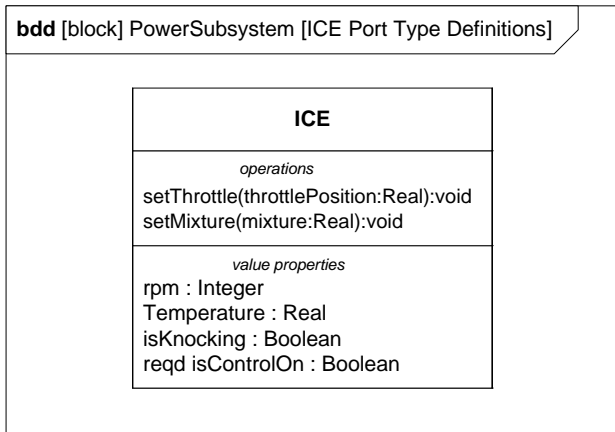 bdd [block] PowerSubsystem [ICE Port Type Definitions]
ICE
operations
setThrottle(throttlePosition:Real):void
setMixture(mixture:Real):void
value properties
rpm : Integer
Temperature : Real
isKnocking : Boolean
reqd isControlOn : Boolean